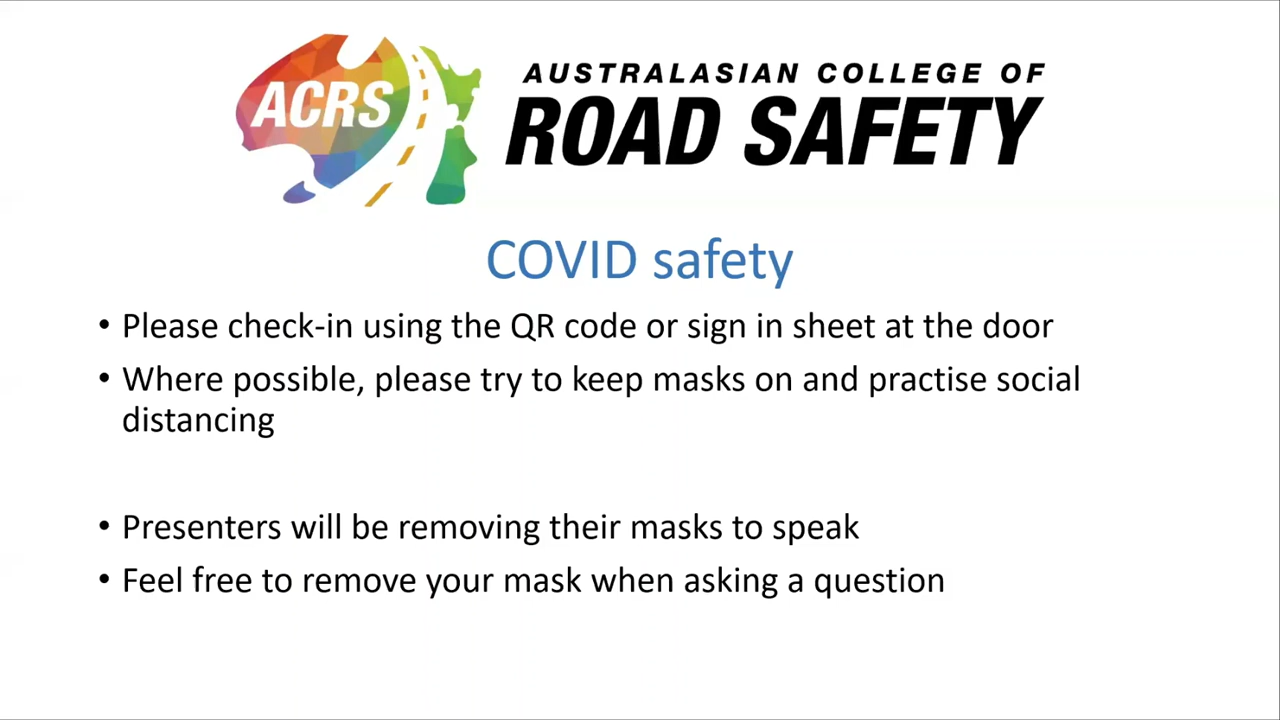 ACRS
AUSTRALASIAN COLLEGE OF
ROAD SAFETY
COVID safety
• Please check-in using the QR code or sign in sheet at the door
• Where possible, please try to keep masks on and practise social
distancing
• Presenters will be removing their masks to speak
• Feel free to remove your mask when asking a question